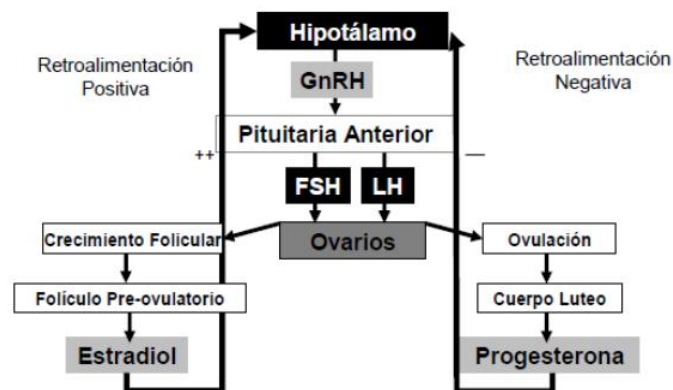 Hipotálamo
Retroalimentación
Positiva
Retroalimentación
Negativa
GnRH
Pituitaria Anterior
++
—
FSH
LH
Crecimiento Folicular
Ovarios
Ovulación
Folículo Pre-ovulatorio
Cuerpo Luteo
Estradiol
Progesterona